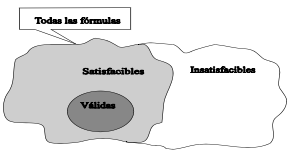 Todas las fórmulas
Satisfacibles
Insatisfacibles
Válidas